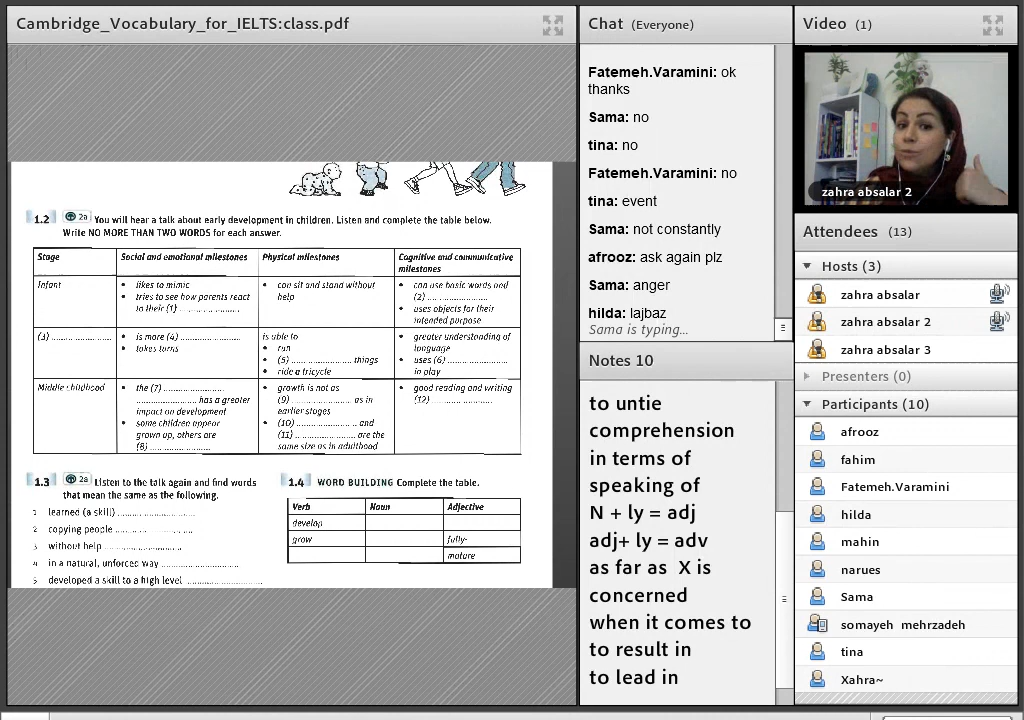 Cambridge_Vocabulary_for_IELTS:class.pdf
1.2 2a You will hear a talk about early development in children. Listen and complete the table below.
Write NO MORE THAN TWO WORDS for each answer.
Stage
Social and emotional milestones
Physical milestones
Cognitive and communicative
milestones
Infant
• likes to mimic
• tries to see how parents react
to their (1) ........................
• can sit and stand without
help
• can use basic words and
(2) ........................
• uses objects for their
intended purpose
(3) ........................
• is more (4) ........................
• takes turns
is able to
• run
• (5) ........................ things
• ride a tricycle
• greater understanding of
language
• uses (6) ........................
in play
Middle childhood
• the (7) ........................
........................ has a greater
impact on development
• some children appear
grown up, others are
(8) ........................
• growth is not as
(9) ........................ as in
earlier stages
• (10) ........................ and
(11) ........................ are the
same size as in adulthood
• good reading and writing
(12) ........................
1.3 2a Listen to the talk again and find words
that mean the same as the following.
1 learned (a skill) ........................
2 copying people ........................
3 without help ........................
4 in a natural, unforced way ........................
5 developed a skill to a high level ........................
1.4 WORD BUILDING Complete the table.
Verb Noun Adjective
develop
grow fully-
mature
Chat (Everyone)
Fatemeh.Varamini: ok
thanks
Sama: no
tina: no
Fatemeh.Varamini: no
tina: event
Sama: not constantly
afrooz: ask again plz
Sama: anger
hilda: lajbaz
Sama is typing...
Notes 10
to untie
comprehension
in terms of
speaking of
N + ly = adj
adj+ ly = adv
as far as X is
concerned
when it comes to
to result in
to lead in
Video (1)
zahra absalar 2
Attendees (13)
Hosts (3)
zahra absalar
zahra absalar 2
zahra absalar 3
Presenters (0)
Participants (10)
afrooz
fahim
Fatemeh.Varamini
hilda
mahin
narues
Sama
somayeh mehrzadeh
tina
Xahra~